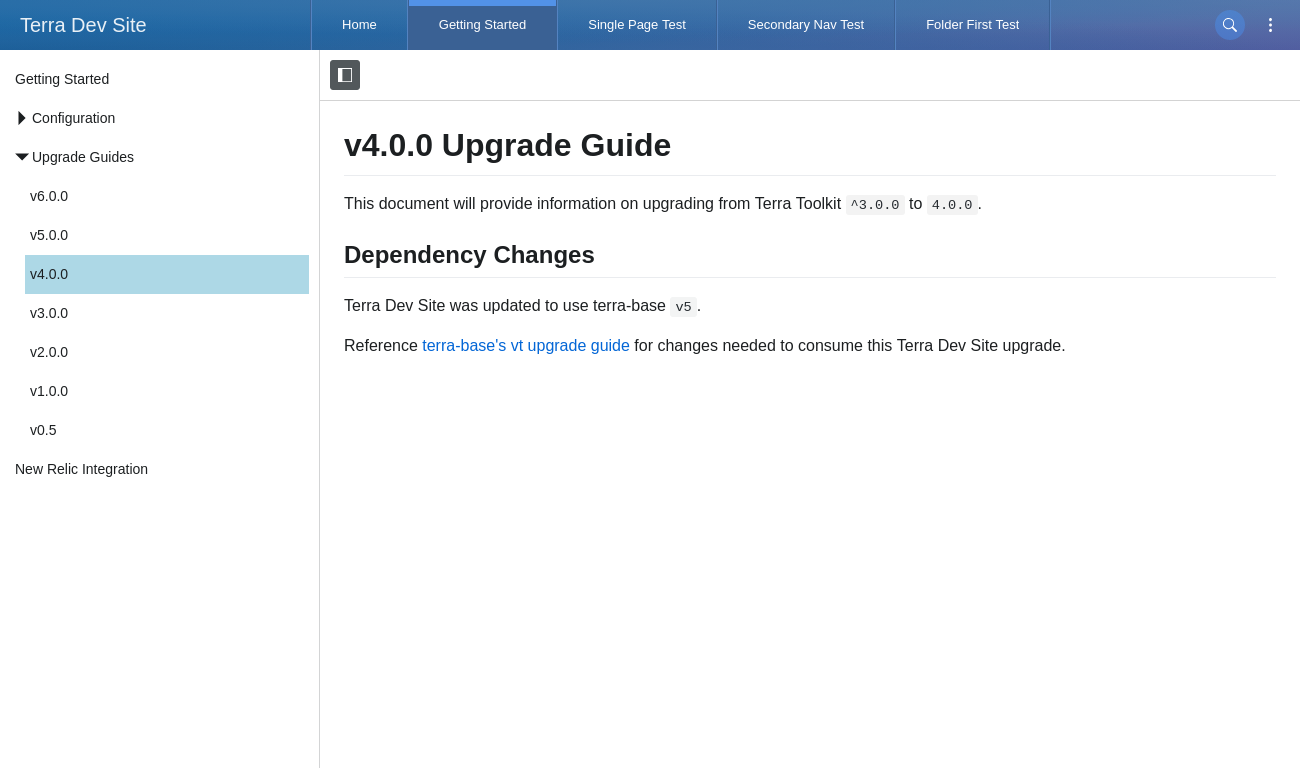 Terra Dev Site
Home
Getting Started
Single Page Test
Secondary Nav Test
Folder First Test
Getting Started
Configuration
Upgrade Guides
v6.0.0
v5.0.0
v4.0.0
v3.0.0
v2.0.0
v1.0.0
v0.5
New Relic Integration
v4.0.0 Upgrade Guide
This document will provide information on upgrading from Terra Toolkit ^3.0.0 to 4.0.0.
Dependency Changes
Terra Dev Site was updated to use terra-base v5.
Reference terra-base's vt upgrade guide for changes needed to consume this Terra Dev Site upgrade.